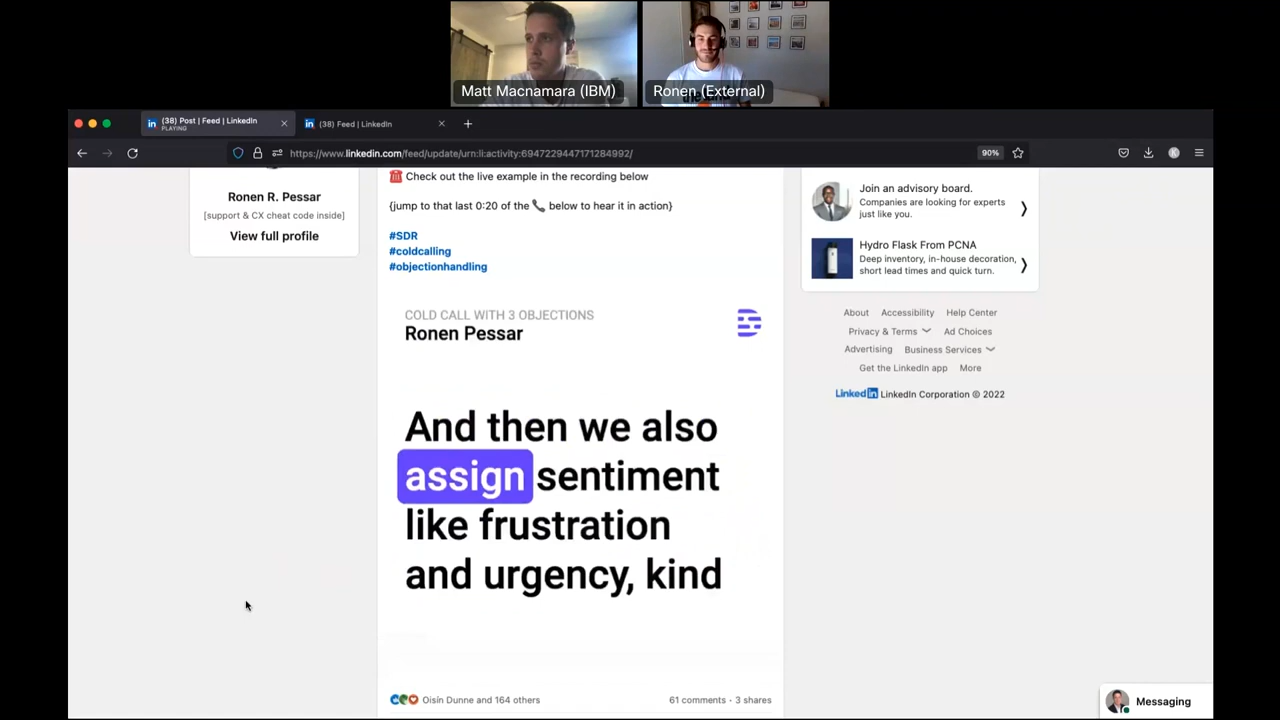 Matt Macnamara (IBM)
Ronen (External)
(38) Post | Feed | LinkedIn
PLAYING
(38) Feed | LinkedIn
https://www.linkedin.com/feed/update/urn:li:activity:6947229447171284992/
90%
Ronen R. Pessar
[support & CX cheat code inside]
View full profile
Check out the live example in the recording below
{jump to that last 0:20 of the below to hear it in action}
#SDR
#coldcalling
#objectionhandling
COLD CALL WITH 3 OBJECTIONS
Ronen Pessar
And then we also
assign sentiment
like frustration
and urgency, kind
Oisín Dunne and 164 others
61 comments · 3 shares
Join an advisory board.
Companies are looking for experts
just like you.
Hydro Flask From PCNA
Deep inventory, in-house decoration,
short lead times and quick turn.
About Accessibility Help Center
Privacy & Terms Ad Choices
Advertising Business Services
Get the LinkedIn app More
LinkedIn LinkedIn Corporation © 2022
Messaging